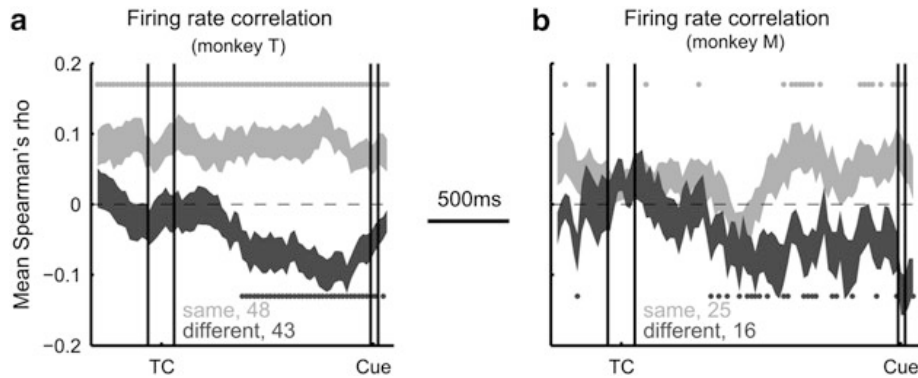 a
Firing rate correlation
(monkey T)
Mean Spearman's rho
0.2
0.1
0
−0.1
−0.2
same, 48
different, 43
TC
Cue
500ms
b
Firing rate correlation
(monkey M)
same, 25
different, 16
TC
Cue